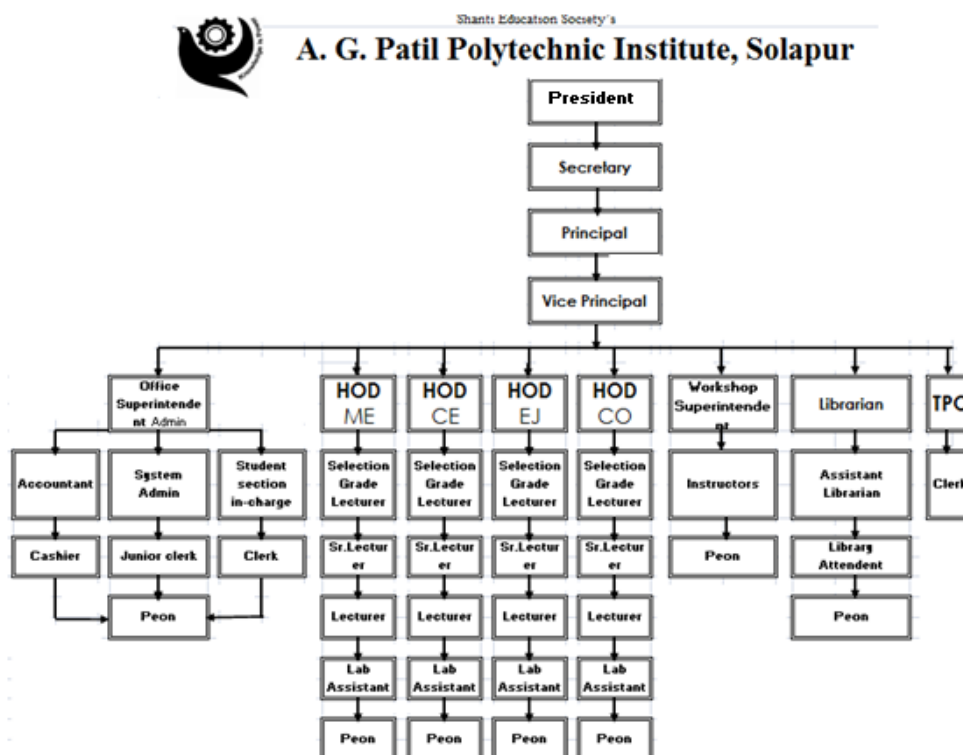 Shanti Education Society's
A. G. Patil Polytechnic Institute, Solapur
President
Secretary
Principal
Vice Principal
Office
Superintende
nt Admin
HOD
ME
HOD
CE
HOD
EJ
HOD
CO
Workshop
Superintende
nt
Librarian
TPO
Accountant
System
Admin
Student
section
in-charge
Selection
Grade
Lecturer
Selection
Grade
Lecturer
Selection
Grade
Lecturer
Selection
Grade
Lecturer
Instructors
Assistant
Librarian
Clerk
Cashier
Junior clerk
Clerk
Sr.Lectur
er
Sr.Lectur
er
Sr.Lectur
er
Sr.Lectur
er
Peon
Library
Attendent
Peon
Lecturer
Lecturer
Lecturer
Lecturer
Peon
Lab
Assistant
Lab
Assistant
Lab
Assistant
Lab
Assistant
Peon
Peon
Peon
Peon